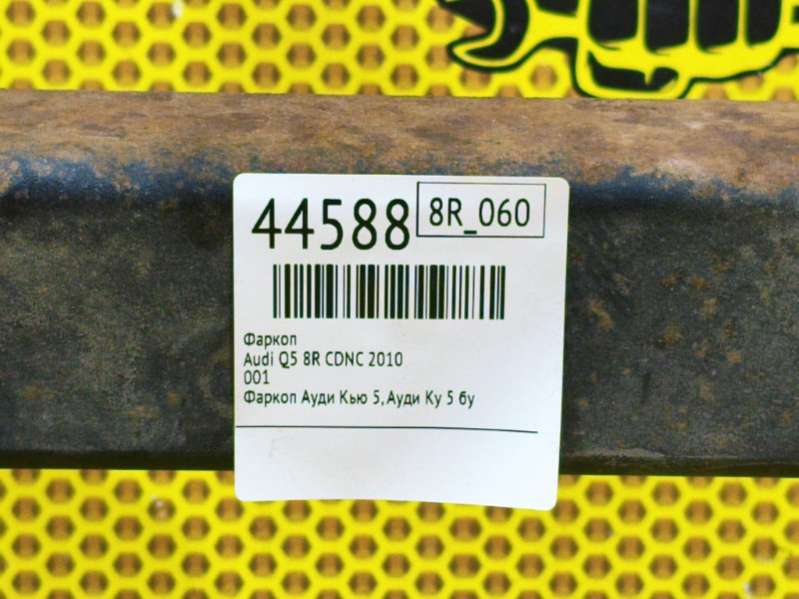 44588 8R_060
Фаркоп
Audi Q5 8R CDNC 2010
001
Фаркоп Ауди Кью 5, Ауди Ку 5 бу